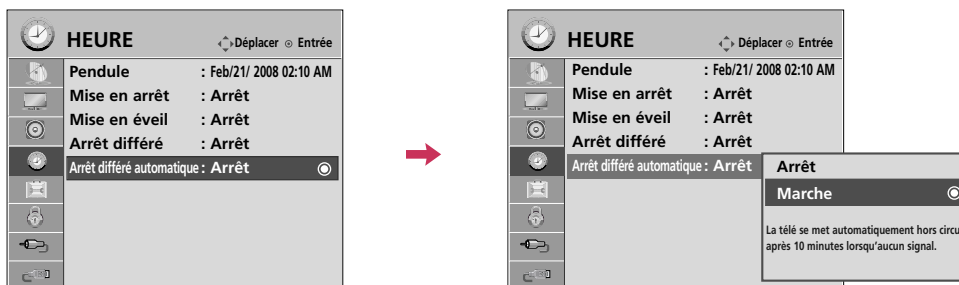 HEURE
Déplacer Entrée
Pendule : Feb/21/ 2008 02:10 AM
Mise en arrêt : Arrêt
Mise en éveil : Arrêt
Arrêt différé : Arrêt
Arrêt différé automatique : Arrêt
HEURE
Déplacer Entrée
Pendule : Feb/21/ 2008 02:10 AM
Mise en arrêt : Arrêt
Mise en éveil : Arrêt
Arrêt différé : Arrêt
Arrêt différé automatique : Arrêt
Arrêt
Marche
La télé se met automatiquement hors circu
après 10 minutes lorsqu’aucun signal.